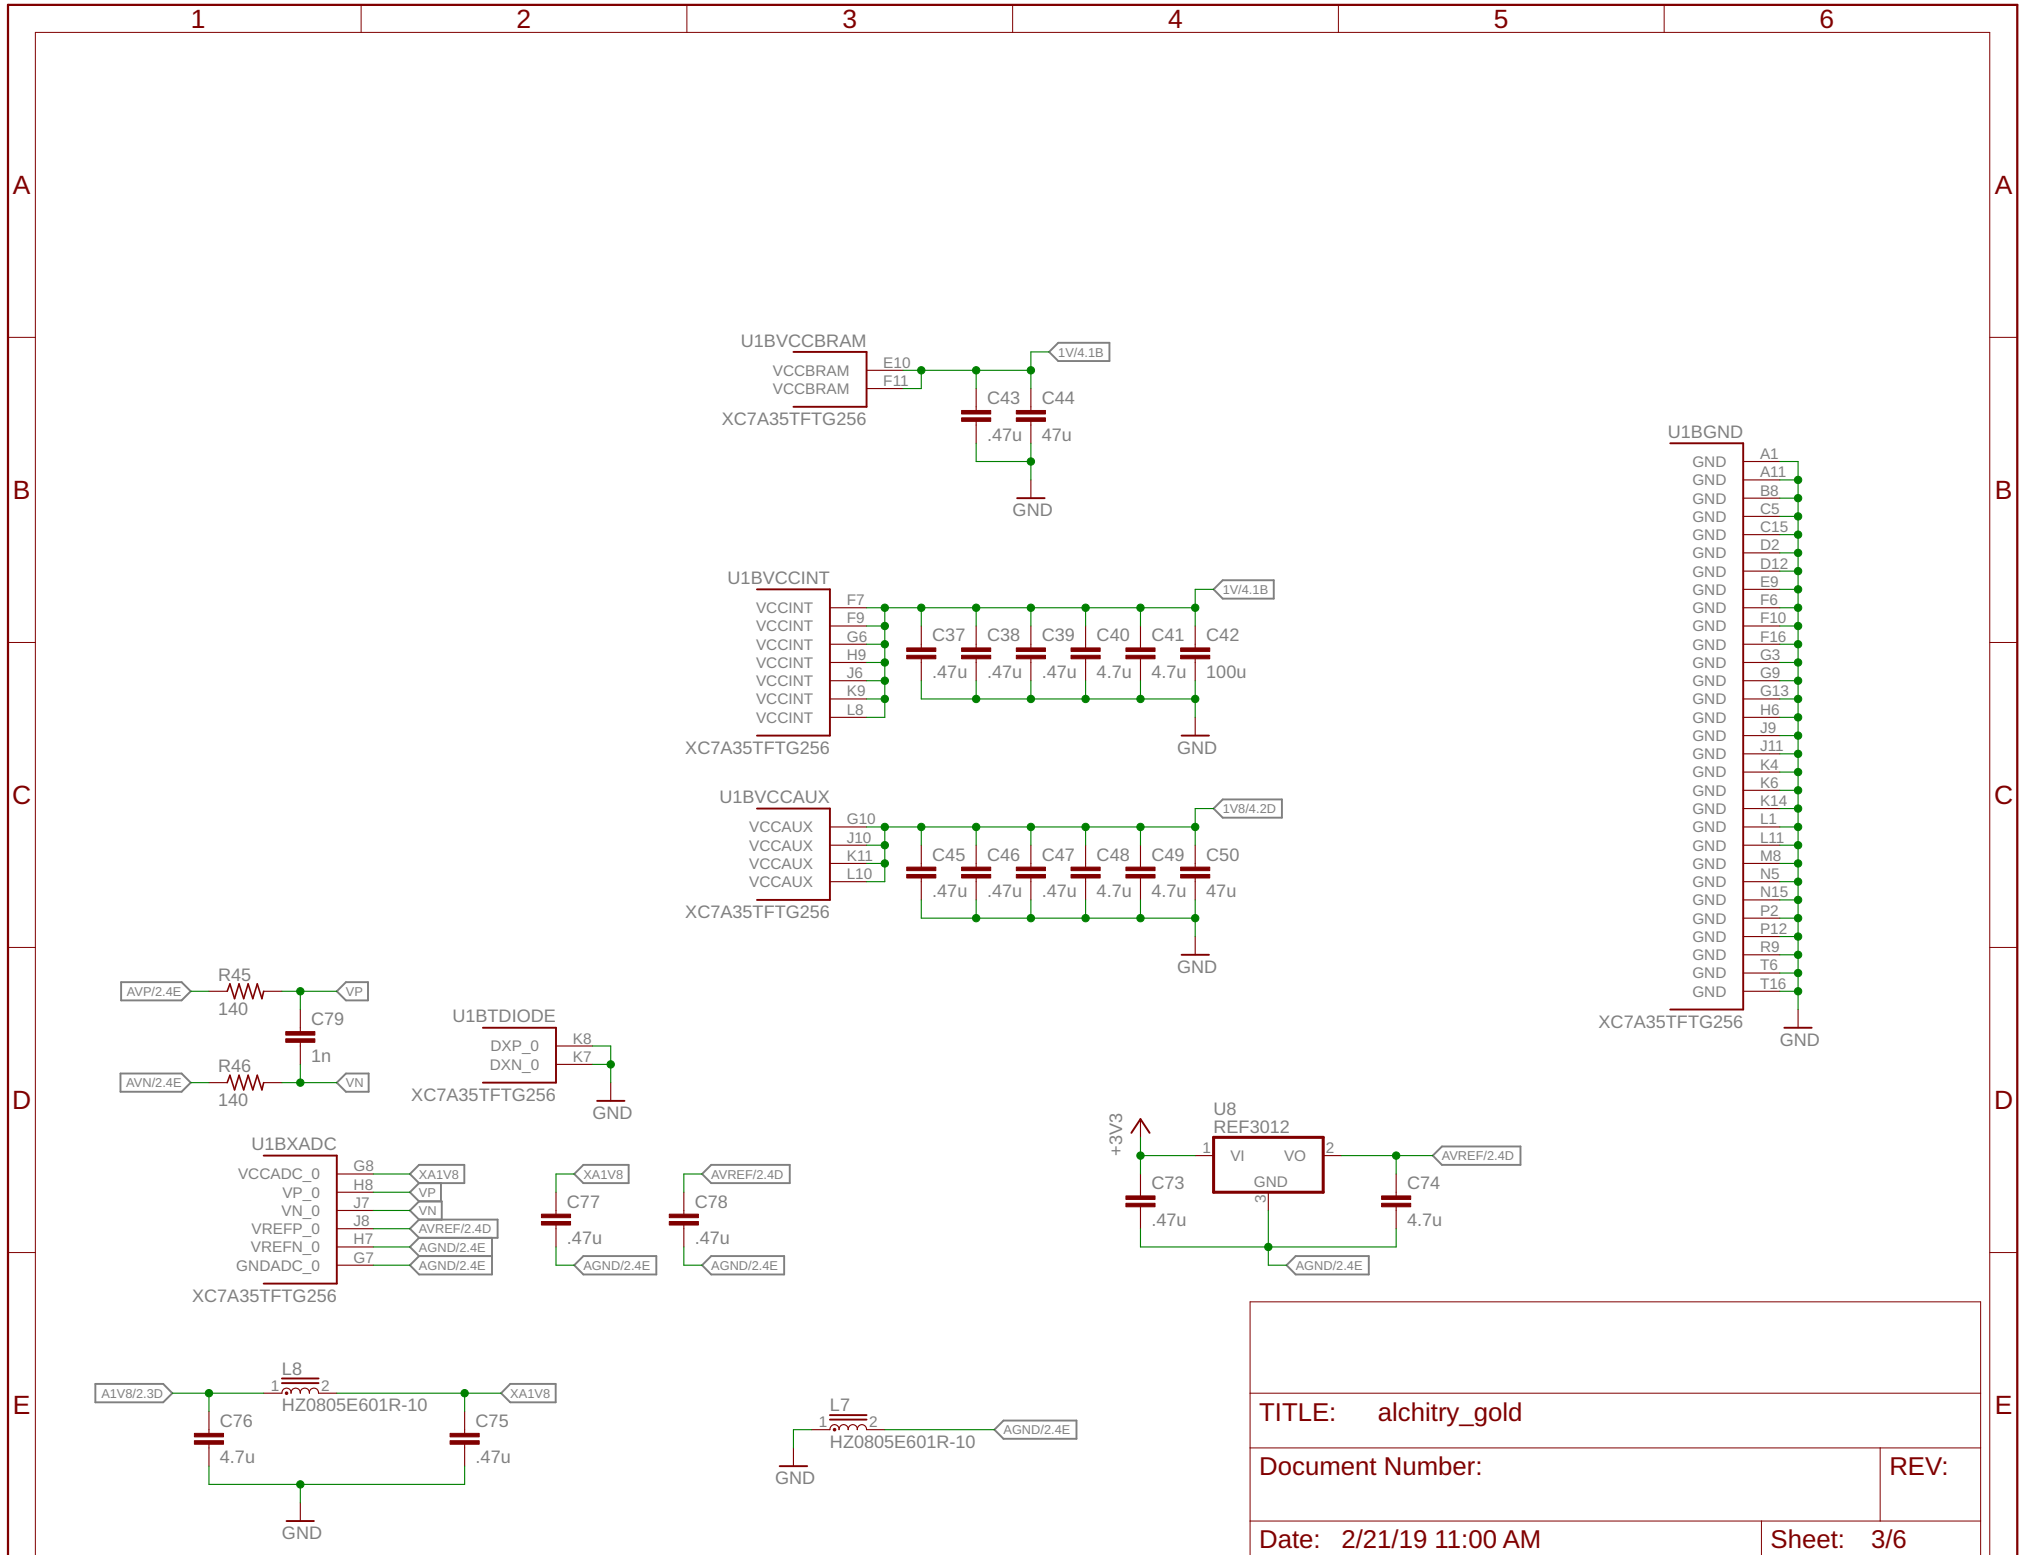 1 2 3 4 5 6
A A
U1BVCCBRAM
1V/4.1B
VCCBRAM E10
VCCBRAM F11
C43 C44
XC7A35TFTG256
.47u 47u
GND
B B
U1BGND
GND A1
GND A11
GND B8
GND C5
GND C15
GND D2
GND D12
GND E9
GND F6
GND F10
GND F16
GND G3
GND G9
GND G13
GND H6
GND J9
GND J11
GND K4
GND K6
GND K14
GND L1
GND L11
GND M8
GND N5
GND N15
GND P2
GND P12
GND R9
GND T6
GND T16
XC7A35TFTG256
GND
U1BVCCINT
1V/4.1B
VCCINT F7
VCCINT F9
VCCINT G6
VCCINT H9
VCCINT J6
VCCINT K9
VCCINT L8
C37 C38 C39 C40 C41 C42
.47u .47u .47u 4.7u 4.7u 100u
XC7A35TFTG256
GND
C C
U1BVCCAUX
1V8/4.2D
VCCAUX G10
VCCAUX J10
VCCAUX K11
VCCAUX L10
C45 C46 C47 C48 C49 C50
.47u .47u .47u 4.7u 4.7u 47u
XC7A35TFTG256
GND
R45
AVP/2.4E VP
140
C79
1n
R46
AVN/2.4E VN
140
U1BTDIODE
DXP_0 K8
DXN_0 K7
XC7A35TFTG256
GND
D D
U1BXADC
VCCADC_0 G8 XA1V8
VP_0 H8 VP
VN_0 J7 VN
VREFP_0 J8 AVREF/2.4D
VREFN_0 H7 AGND/2.4E
GNDADC_0 G7 AGND/2.4E
XC7A35TFTG256
XA1V8
C77
.47u
AGND/2.4E
AVREF/2.4D
C78
.47u
AGND/2.4E
+3V3
U8
REF3012
1 VI VO 2
GND
3
AVREF/2.4D
C73 C74
.47u 4.7u
AGND/2.4E
E E
L8
A1V8/2.3D 1 2 XA1V8
HZ0805E601R-10
C76 C75
4.7u .47u
GND
L7
1 2 AGND/2.4E
HZ0805E601R-10
GND
TITLE: alchitry_gold
Document Number: REV:
Date: 2/21/19 11:00 AM Sheet: 3/6